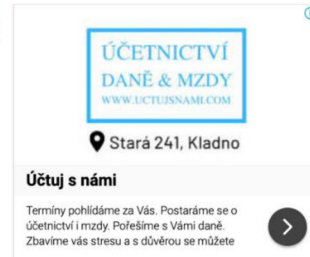 ÚČETNICTVÍ
DANĚ & MZDY
WWW.UCTUJSNAMI.COM
Stará 241, Kladno
Účtuj s námi
Termíny pohlídáme za Vás. Postaráme se o
účetnictví i mzdy. Pořešíme s Vámi daně.
Zbavíme vás stresu a s důvěrou se můžete